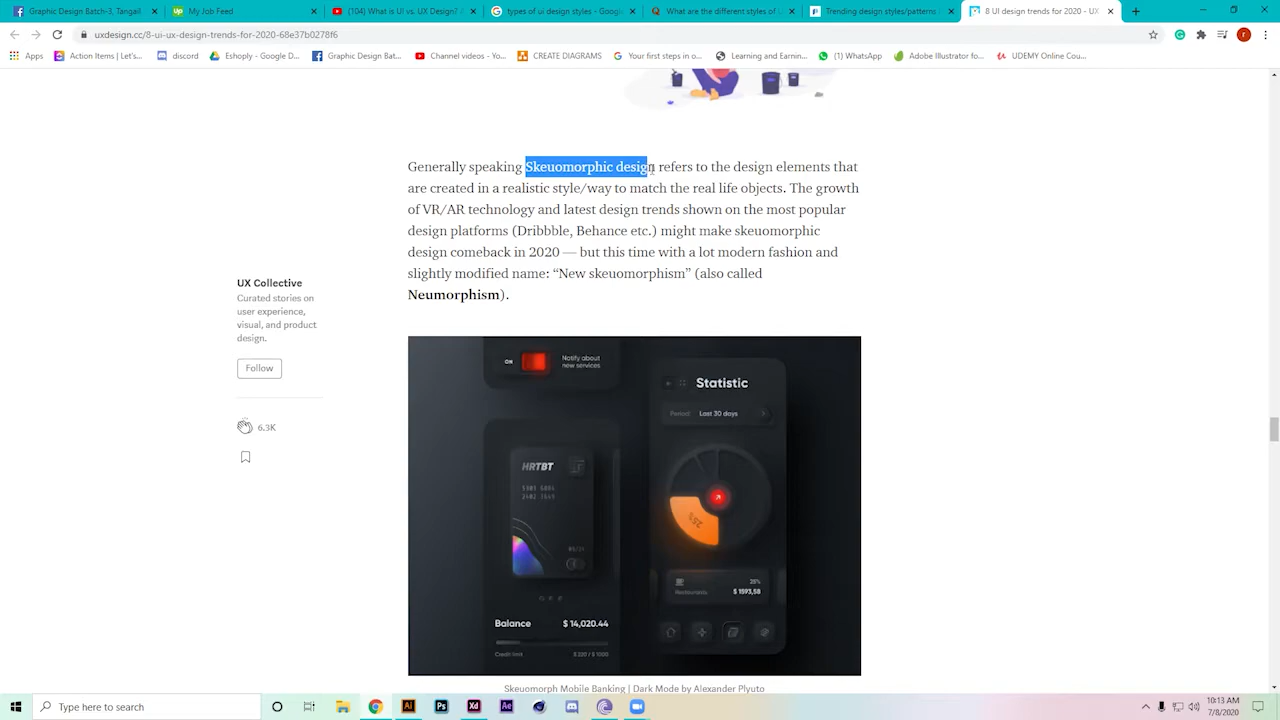 Graphic Design Batch-3, Tangail
My Job Feed
(104) What is UI vs. UX Design?
types of ui design styles - Google
What are the different styles of
Trending design styles/patterns
8 UI design trends for 2020 - UX
uxdesign.cc/8-ui-ux-design-trends-for-2020-68e37b0278f6
Apps
Action Items | Let's...
discord
Eshoply - Google D...
Graphic Design Bat...
Channel videos - Yo...
CREATE DIAGRAMS
Your first steps in o...
Learning and Earnin...
(1) WhatsApp
Adobe Illustrator fo...
UDEMY Online Cou...
Generally speaking Skeuomorphic design refers to the design elements that
are created in a realistic style/way to match the real life objects. The growth
of VR/AR technology and latest design trends shown on the most popular
design platforms (Dribbble, Behance etc.) might make skeuomorphic
design comeback in 2020 — but this time with a lot modern fashion and
slightly modified name: “New skeuomorphism” (also called
Neumorphism).
UX Collective
Curated stories on
user experience,
visual, and product
design.
Follow
6.3K
ON
Notify about
new services
HRTBT
Balance
$ 14,020.44
Credit limit
Statistic
Period
Last 30 days
25%
Restaurants
$ 1593,58
Skeuomorph Mobile Banking | Dark Mode by Alexander Plyuto
Type here to search
10:13 AM
7/8/2020